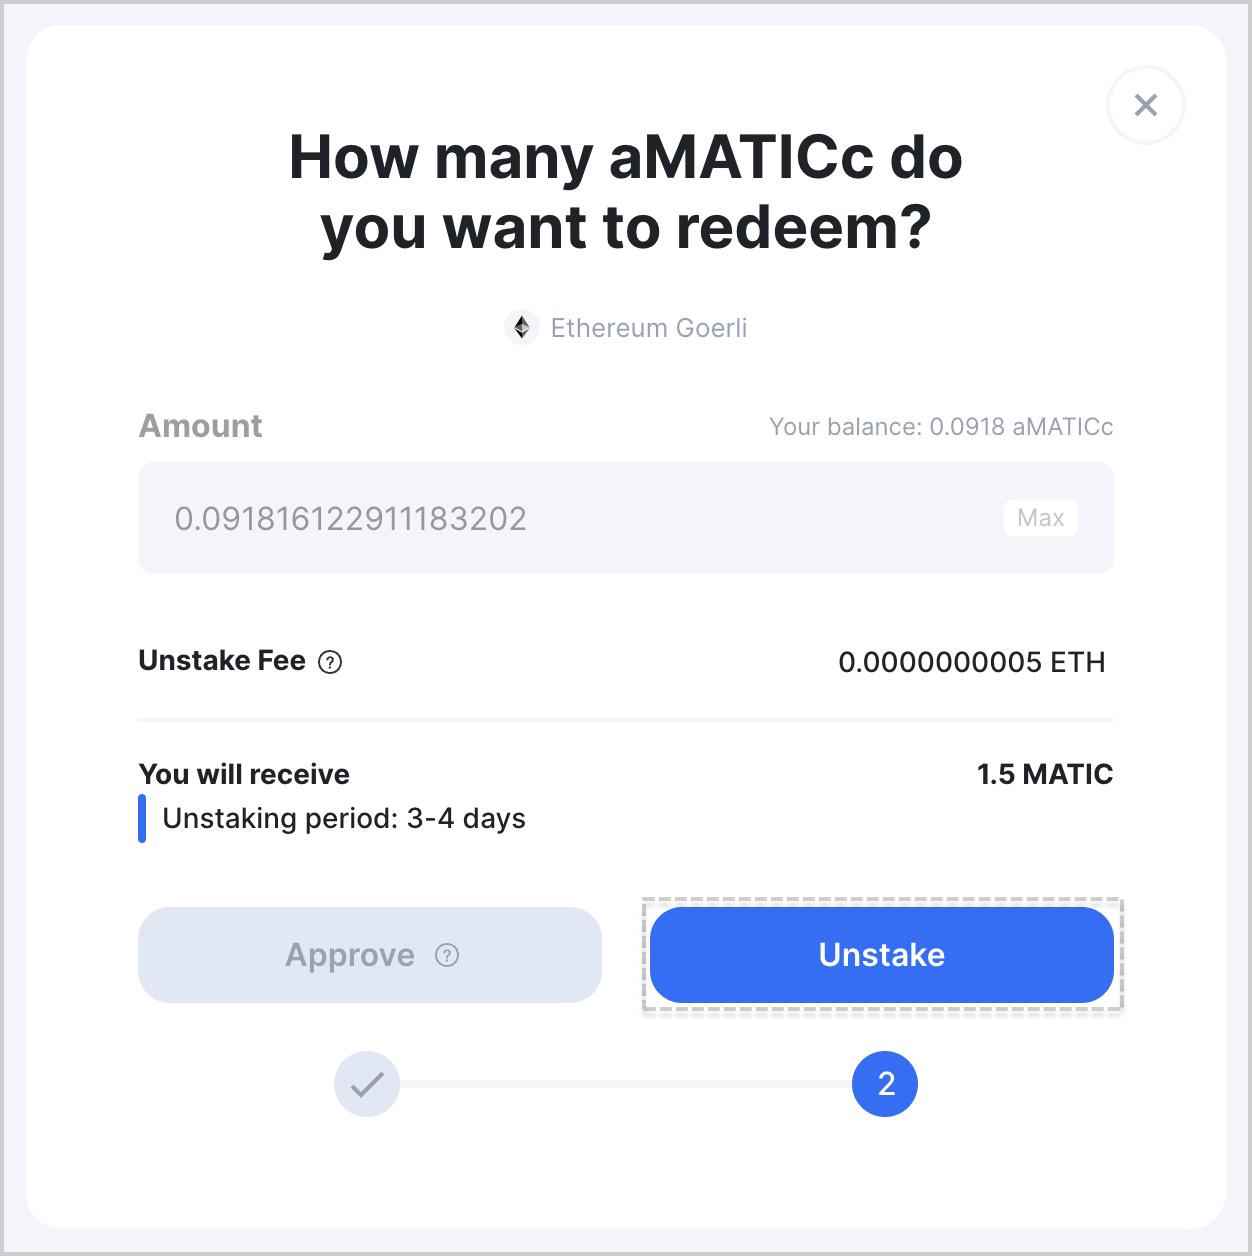 How many aMATICc do
you want to redeem?
Ethereum Goerli
Amount
Your balance: 0.0918 aMATICc
0.091816122911183202
Max
Unstake Fee ?
0.0000000005 ETH
You will receive
1.5 MATIC
Unstaking period: 3-4 days
Approve ?
Unstake
2